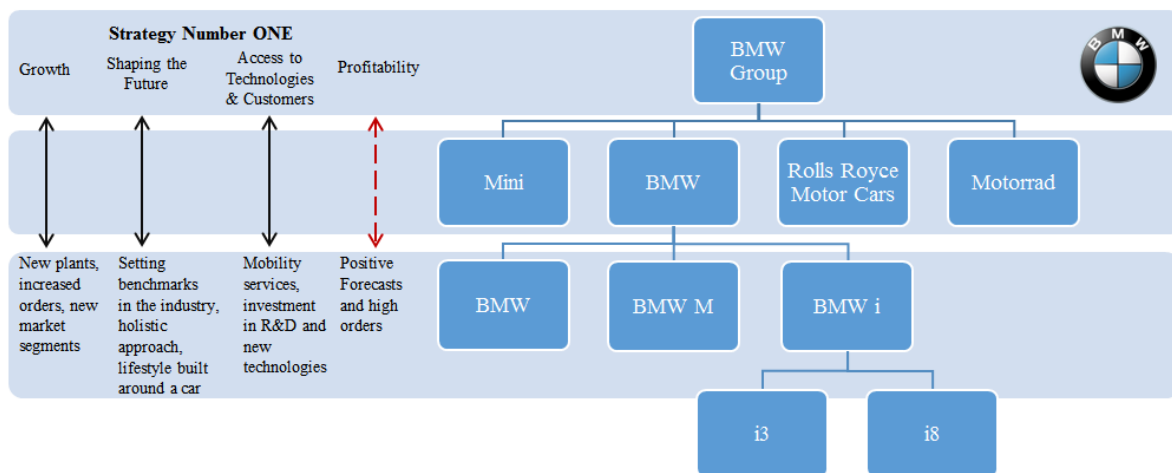 Strategy Number ONE
Growth
Shaping the
Future
Access to
Technologies
& Customers
Profitability
BMW
Group
BMW
Mini
BMW
Rolls Royce
Motor Cars
Motorrad
New plants,
increased
orders, new
market
segments
Setting
benchmarks
in the industry,
holistic
approach,
lifestyle built
around a car
Mobility
services,
investment
in R&D and
new
technologies
Positive
Forecasts
and high
orders
BMW
BMW M
BMW i
i3
i8